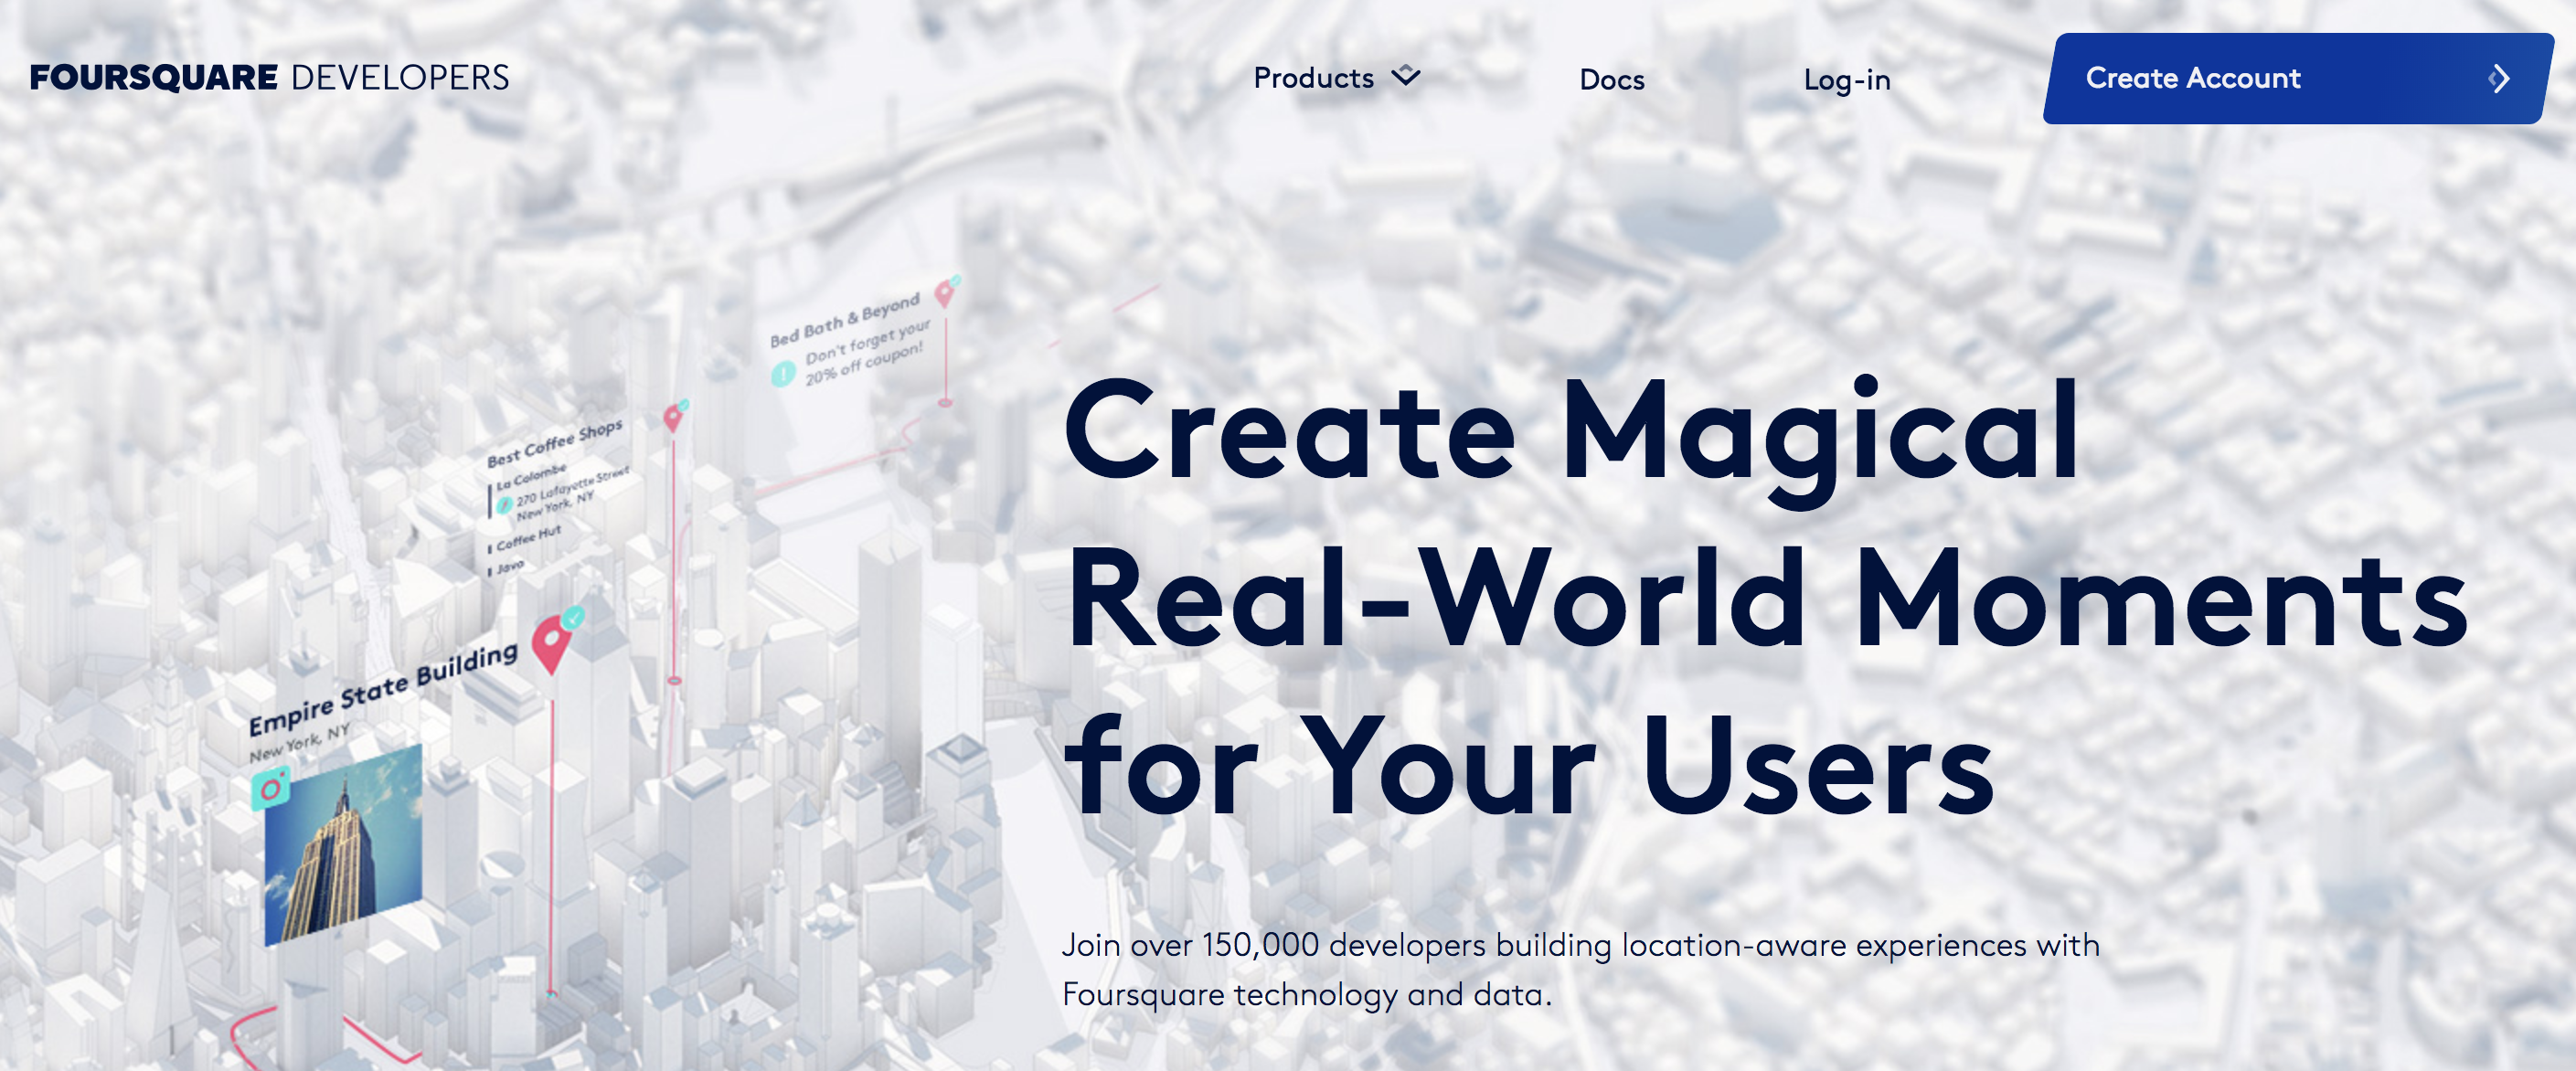 FOURSQUARE DEVELOPERS
Products
Docs
Log-in
Create Account
Bed Bath & Beyond
Don't forget your
20% off coupon!
Best Coffee Shops
La Colombe
270 Lafayette Street
New York, NY
Coffee Hut
Java
Empire State Building
New York, NY
Create Magical
Real-World Moments
for Your Users
Join over 150,000 developers building location-aware experiences with
Foursquare technology and data.